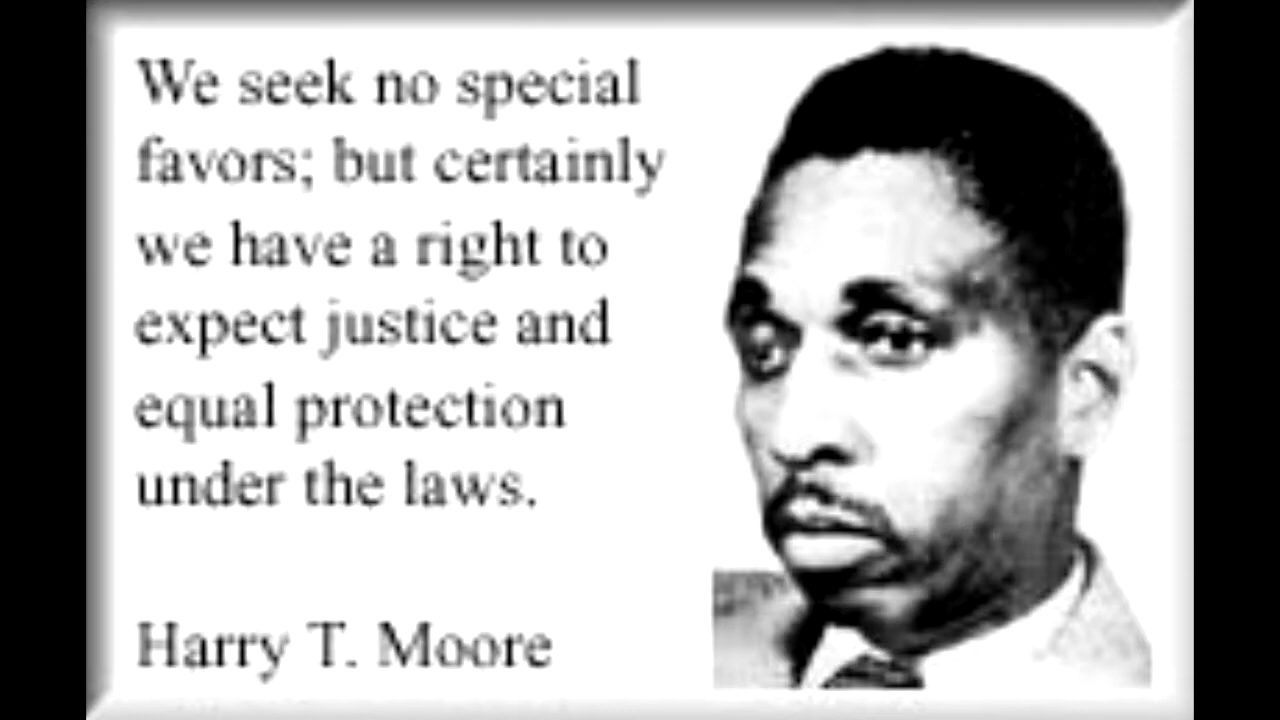 We seek no special
favors; but certainly
we have a right to
expect justice and
equal protection
under the laws.
Harry T. Moore